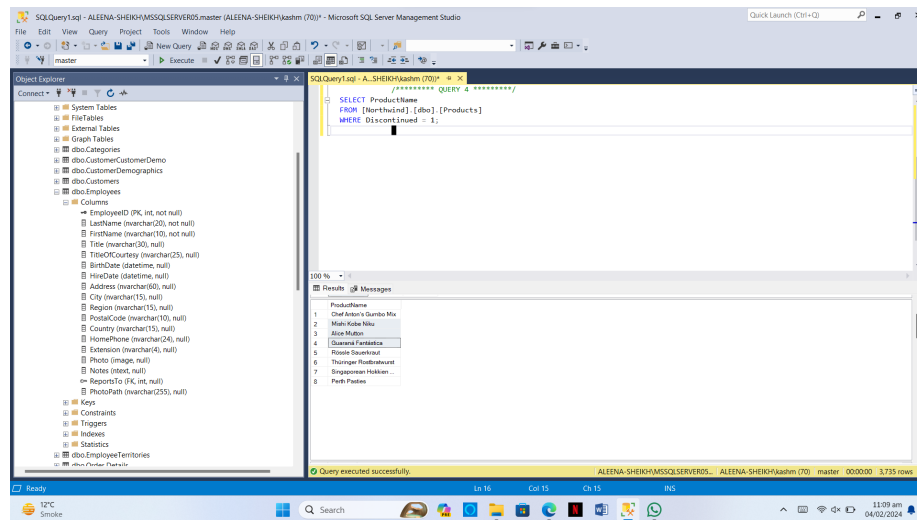 SQLQuery1.sql - ALEENA-SHEIKH\MSSQLSERVER05.master (ALEENA-SHEIKH\kashm (70))* - Microsoft SQL Server Management Studio
Quick Launch (Ctrl+Q)
File Edit View Query Project Tools Window Help
New Query
master
Execute
Object Explorer
SQLQuery1.sql - A...SHEIKH\kashm (70))*
Connect
System Tables
FileTables
External Tables
Graph Tables
dbo.Categories
dbo.CustomerCustomerDemo
dbo.CustomerDemographics
dbo.Customers
dbo.Employees
Columns
EmployeeID (PK, int, not null)
LastName (nvarchar(20), not null)
FirstName (nvarchar(10), not null)
Title (nvarchar(30), null)
TitleOfCourtesy (nvarchar(25), null)
BirthDate (datetime, null)
HireDate (datetime, null)
Address (nvarchar(60), null)
City (nvarchar(15), null)
Region (nvarchar(15), null)
PostalCode (nvarchar(10), null)
Country (nvarchar(15), null)
HomePhone (nvarchar(24), null)
Extension (nvarchar(4), null)
Photo (image, null)
Notes (ntext, null)
ReportsTo (FK, int, null)
PhotoPath (nvarchar(255), null)
Keys
Constraints
Triggers
Indexes
Statistics
dbo.EmployeeTerritories
dbo.Order Details
/********* QUERY 4 *********/
SELECT ProductName
FROM [Northwind].[dbo].[Products]
WHERE Discontinued = 1;
100 %
Results Messages
ProductName
1 Chef Anton's Gumbo Mix
2 Mishi Kobe Niku
3 Alice Mutton
4 Guaraná Fantástica
5 Rössle Sauerkraut
6 Thüringer Rostbratwurst
7 Singaporean Hokkien ...
8 Perth Pasties
Query executed successfully.
ALEENA-SHEIKH\MSSQLSERVER05... ALEENA-SHEIKH\kashm (70) master 00:00:00 3,735 rows
Ready
Ln 16 Col 15 Ch 15 INS
12°C
Smoke
Search
11:09 am
04/02/2024